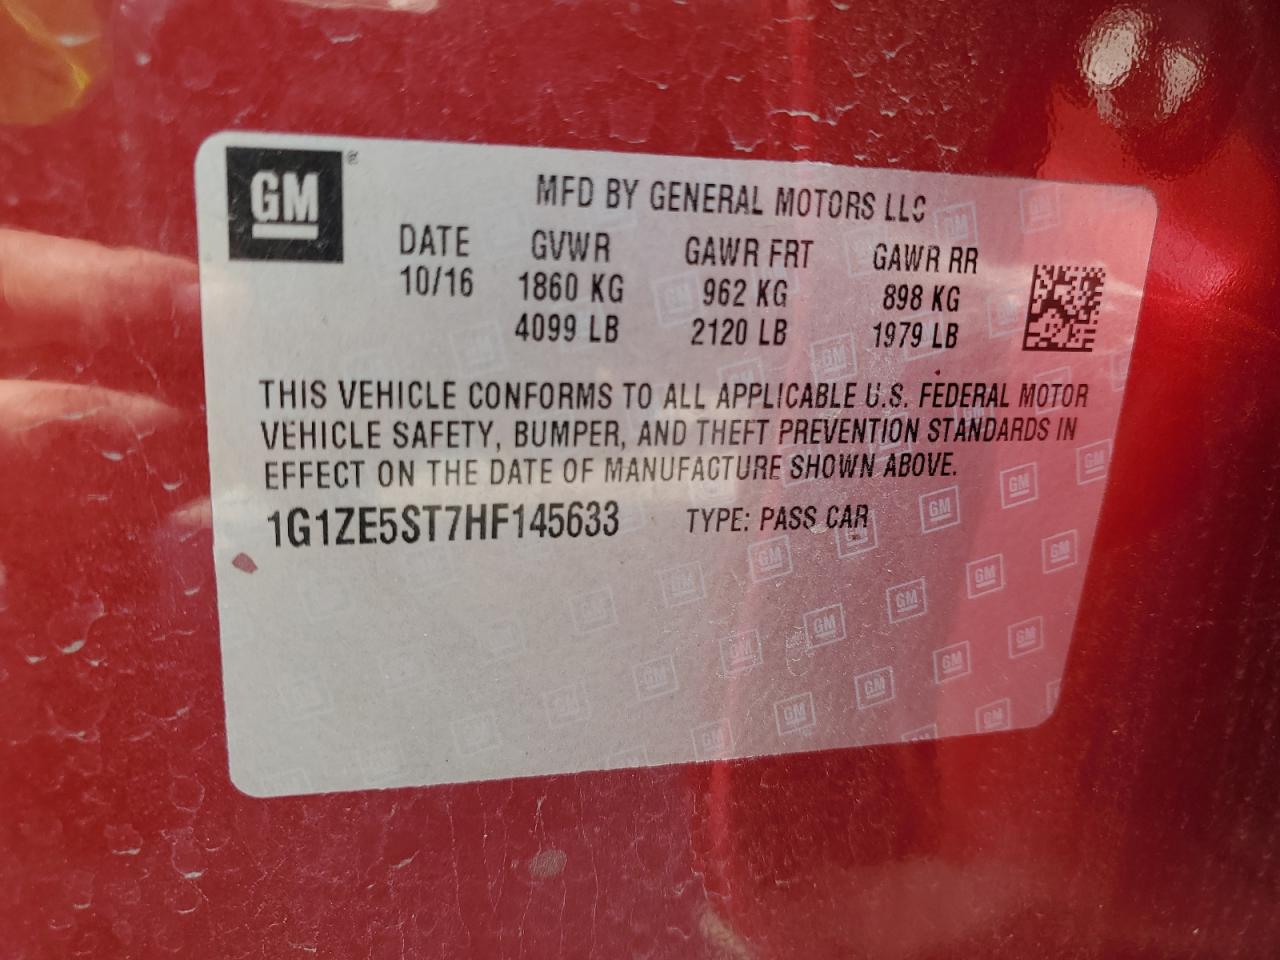 GM ®
MFD BY GENERAL MOTORS LLC
DATE GVWR GAWR FRT GAWR RR
10/16 1860 KG 962 KG 898 KG
4099 LB 2120 LB 1979 LB
THIS VEHICLE CONFORMS TO ALL APPLICABLE U.S. FEDERAL MOTOR
VEHICLE SAFETY, BUMPER, AND THEFT PREVENTION STANDARDS IN
EFFECT ON THE DATE OF MANUFACTURE SHOWN ABOVE.
1G1ZE5ST7HF145633 TYPE: PASS CAR